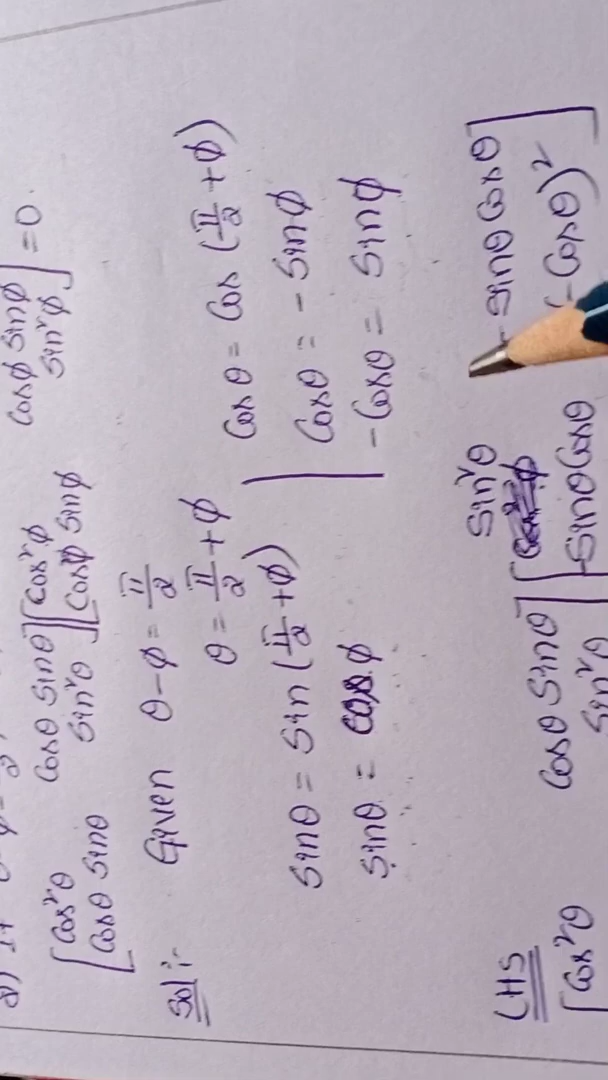 8) If θ-φ=
[cos²θ cosθ sinθ] [cos²φ cosφ sinφ] =0.
[cosθ sinθ sin²θ] [cosφ sinφ sin²φ]
Sol:- Given θ-φ = π/2
θ = π/2 + φ
sinθ = sin(π/2 + φ) | cosθ = cos(π/2 + φ)
sinθ = cosφ | cosθ = -sinφ
-cosθ = sinφ
LHS
[cos²θ cosθ sinθ] [sin²θ - sinθ cosθ]
sin²θ] [sinθ cosθ (-cosθ)²]